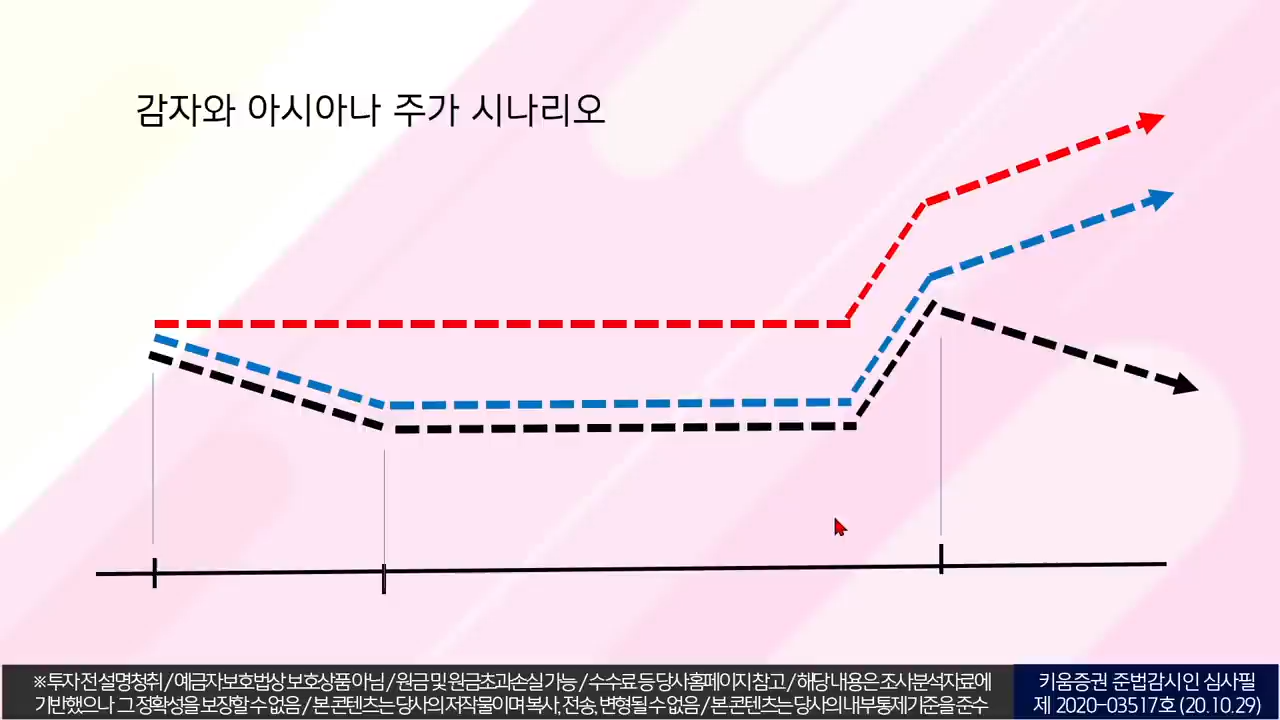 감자와 아시아나 주가 시나리오
※ 투자 전 설명청취 / 예금자보호법상 보호상품 아님 / 원금 및 원금초과손실 가능 / 수수료 등 당사홈페이지 참고 / 해당 내용은 조사분석자료에
기반했으나 그 정확성을 보장할 수 없음 / 본 콘텐츠는 당사의 저작물이며 복사, 전송, 변형될 수 없음 / 본 콘텐츠는 당사의 내부통제기준을 준수
키움증권 준법감시인 심사필
제 2020-03517호 (20.10.29)